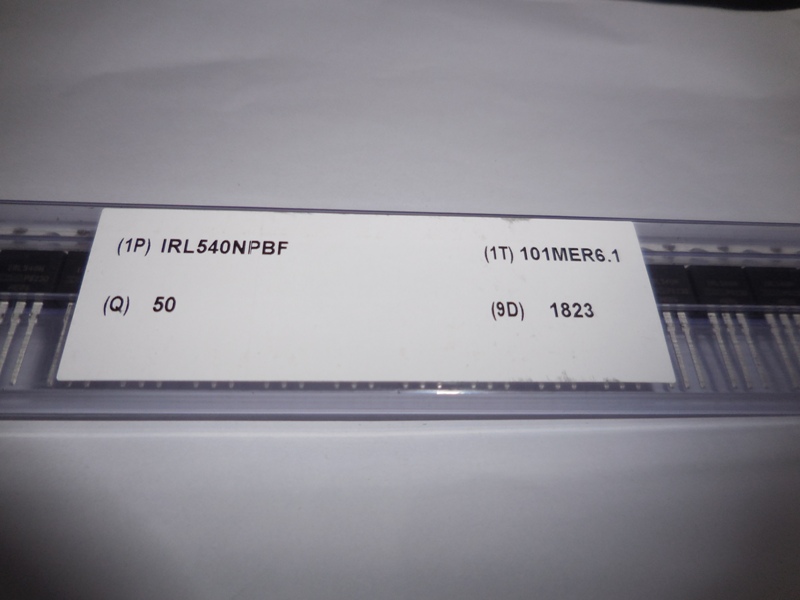 (1P) IRL540NPBF
(1T) 101MER6.1
(Q) 50
(9D) 1823